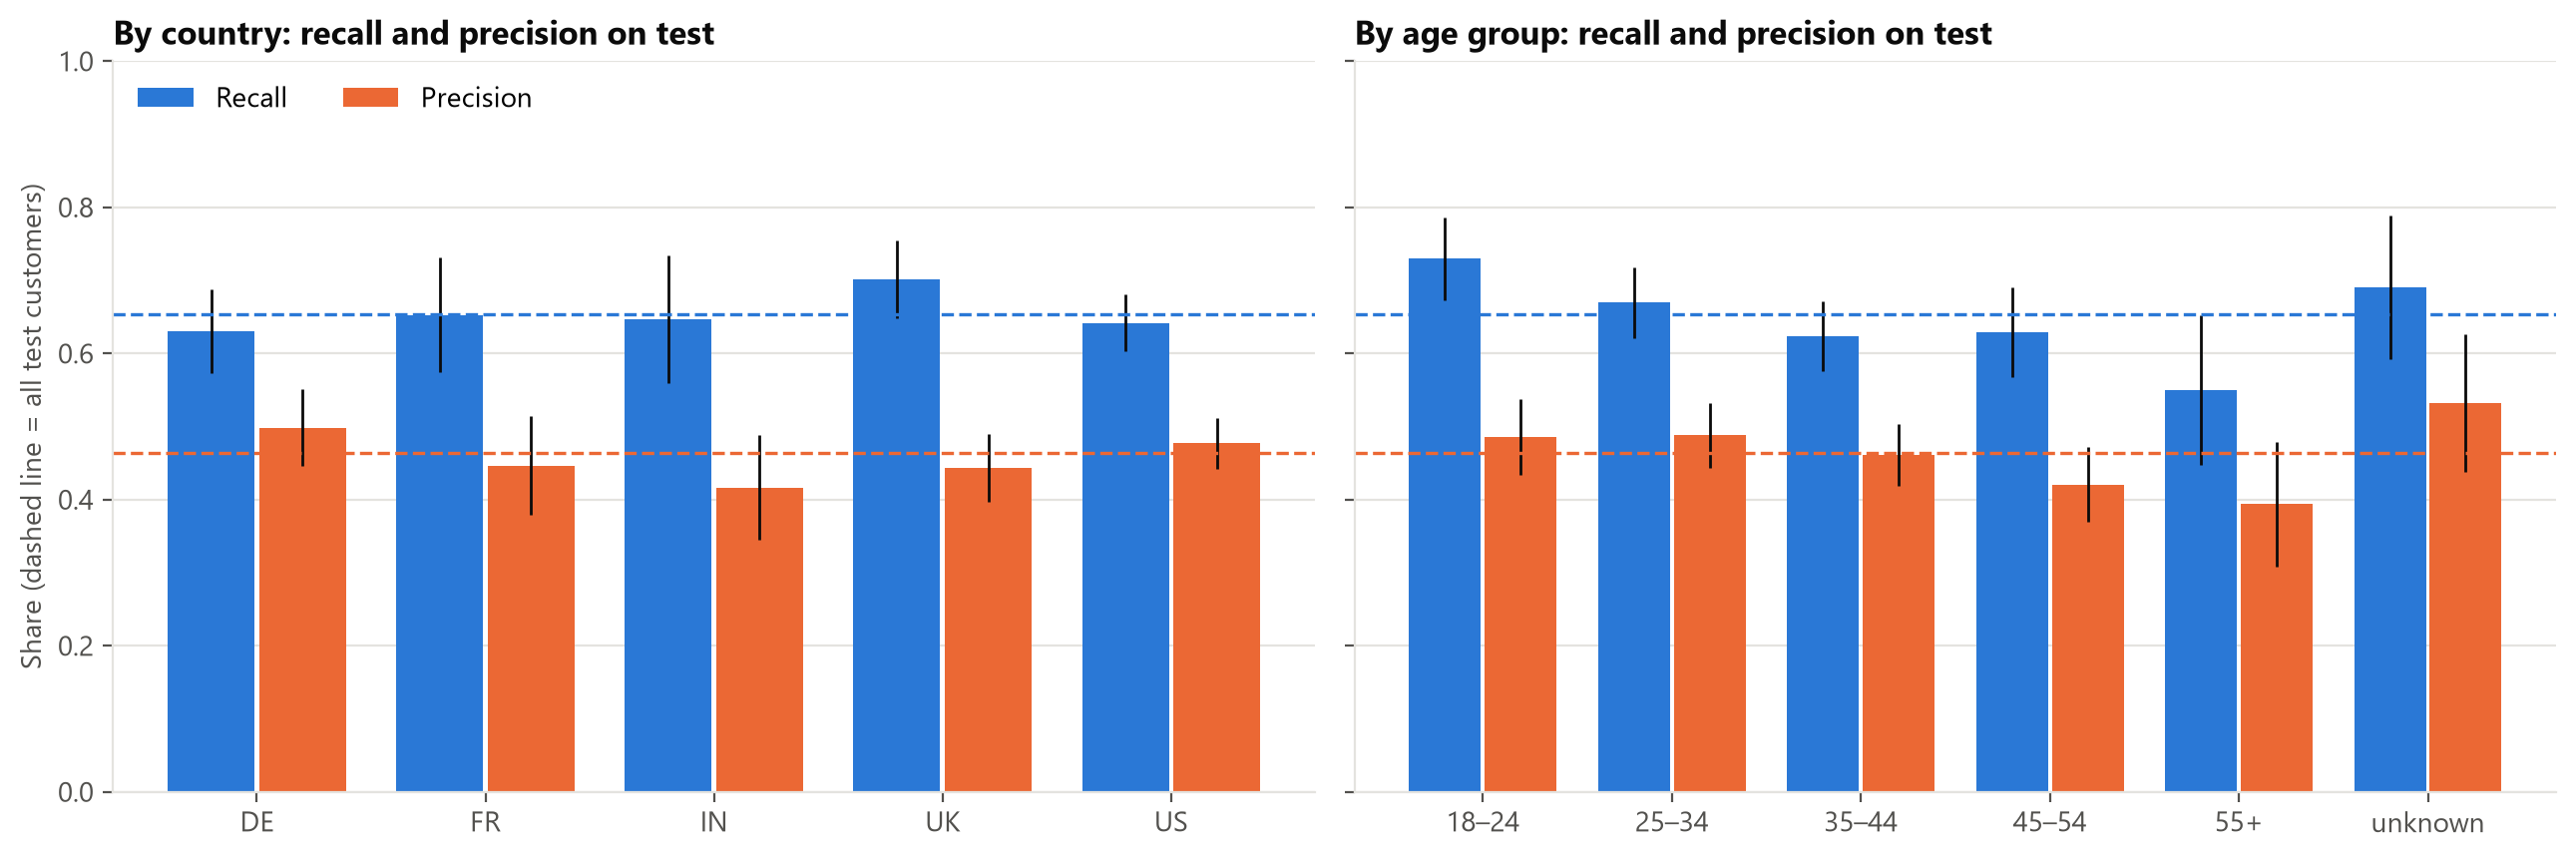 By country: recall and precision on test
Recall
Precision
Share (dashed line = all test customers)
1.0
0.8
0.6
0.4
0.2
0.0
DE
FR
IN
UK
US
By age group: recall and precision on test
18–24
25–34
35–44
45–54
55+
unknown